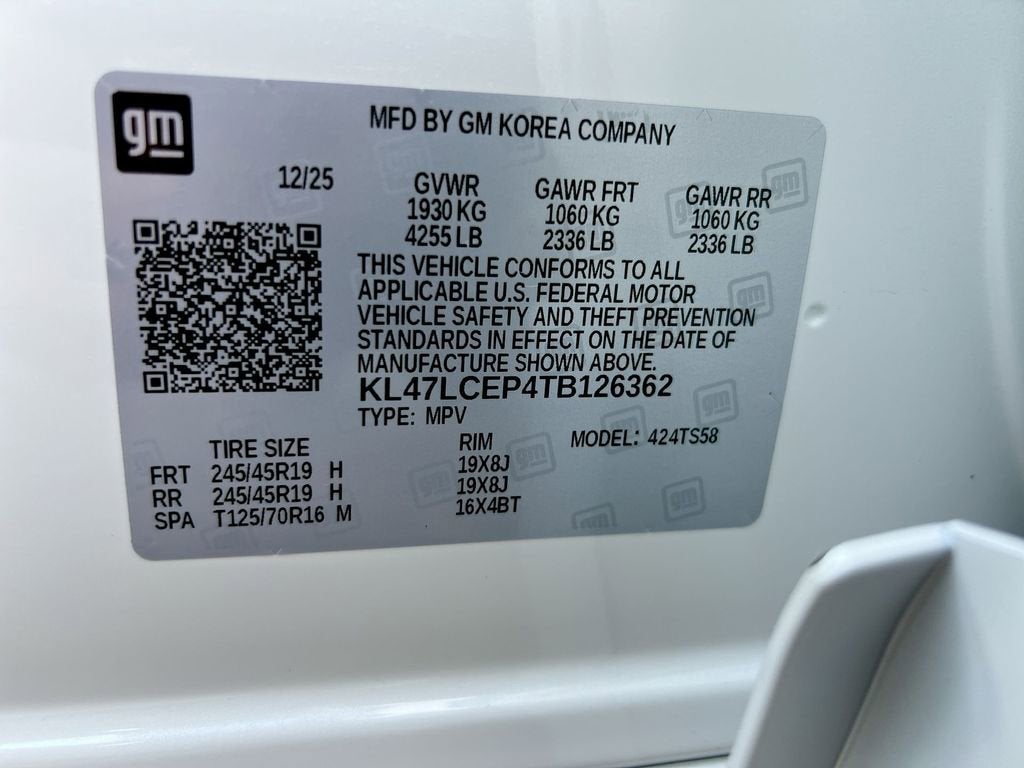 gm
MFD BY GM KOREA COMPANY
12/25 GVWR GAWR FRT GAWR RR
1930 KG 1060 KG 1060 KG
4255 LB 2336 LB 2336 LB
THIS VEHICLE CONFORMS TO ALL
APPLICABLE U.S. FEDERAL MOTOR
VEHICLE SAFETY AND THEFT PREVENTION
STANDARDS IN EFFECT ON THE DATE OF
MANUFACTURE SHOWN ABOVE.
KL47LCEP4TB126362
TYPE: MPV
TIRE SIZE RIM MODEL: 424TS58
FRT 245/45R19 H 19X8J
RR 245/45R19 H 19X8J
SPA T125/70R16 M 16X4BT